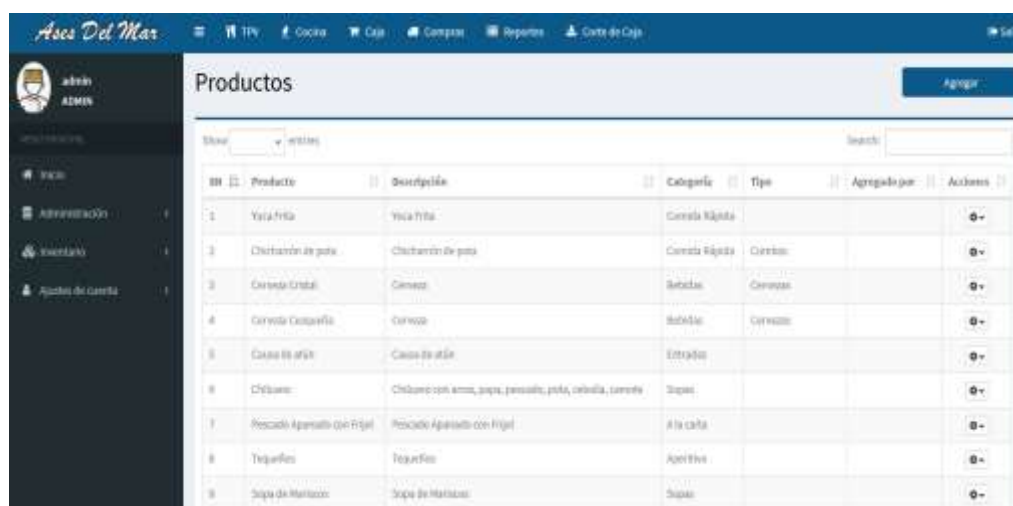 Ases Del Mar TPV Cocina Caja Compras Reportes Corte de Caja
admin
ADMIN
Productos Agregar
Show entries Search:
Inicio
Administración
Inventario
Ajustes de cuenta
SN Producto Descripción Categoría Tipo Agregado por Acciones
1 Yuca Frita Yuca Frita Comida Rápida
2 Chicharrón de pota Chicharrón de pota Comida Rápida Combos
3 Cerveza Cristal Cerveza Bebidas Cervezas
4 Cerveza Cusqueña Cerveza Bebidas Cervezas
5 Causa de atún Causa de atún Entradas
6 Chilcano Chilcano con arroz, papa, pescado, pota, cebolla, camote Sopas
7 Pescado Apanado con Frijol Pescado Apanado con Frijol A la carta
8 Tequeños Tequeños Aperitivo
9 Sopa de Mariscos Sopa de Mariscos Sopas